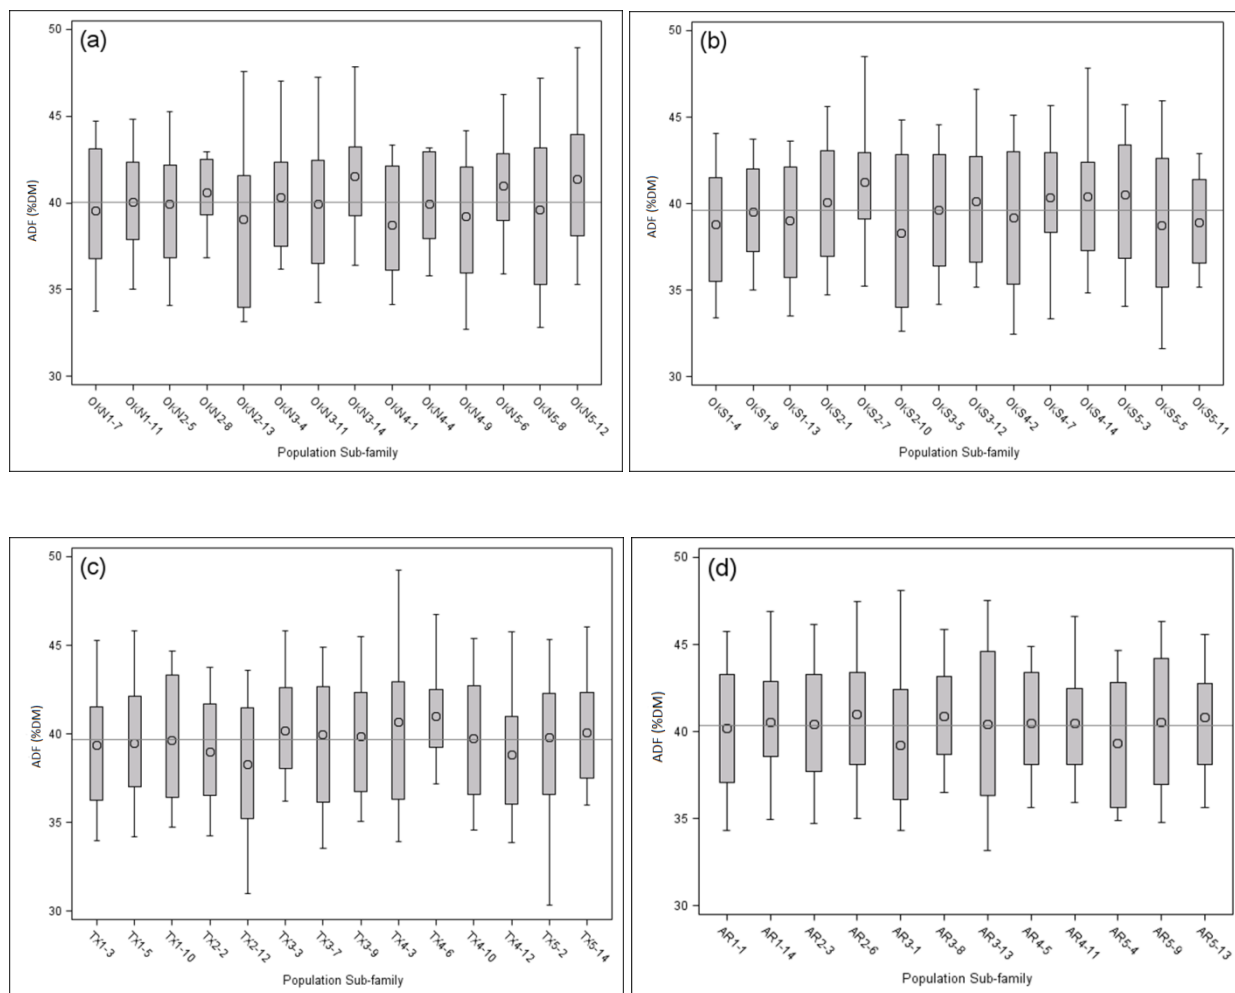 (a)
50
45
40
35
30
ADF (%DM)
OKN1-7
OKN1-11
OKN2-5
OKN2-8
OKN2-13
OKN3-4
OKN3-11
OKN3-14
OKN4-1
OKN4-4
OKN4-9
OKN5-6
OKN5-8
OKN5-12
Population Sub-family
(b)
50
45
40
35
30
ADF (%DM)
OKS1-4
OKS1-9
OKS1-13
OKS2-1
OKS2-7
OKS2-10
OKS3-5
OKS3-12
OKS4-2
OKS4-7
OKS4-14
OKS5-3
OKS5-5
OKS5-11
Population Sub-family
(c)
50
45
40
35
30
ADF (%DM)
TX1-3
TX1-5
TX1-10
TX2-2
TX2-12
TX3-3
TX3-7
TX3-9
TX4-3
TX4-6
TX4-10
TX4-12
TX5-2
TX5-14
Population Sub-family
(d)
50
45
40
35
30
ADF (%DM)
AR1-1
AR1-14
AR2-3
AR2-6
AR3-1
AR3-8
AR3-13
AR4-5
AR4-11
AR5-4
AR5-9
AR5-13
Population Sub-family